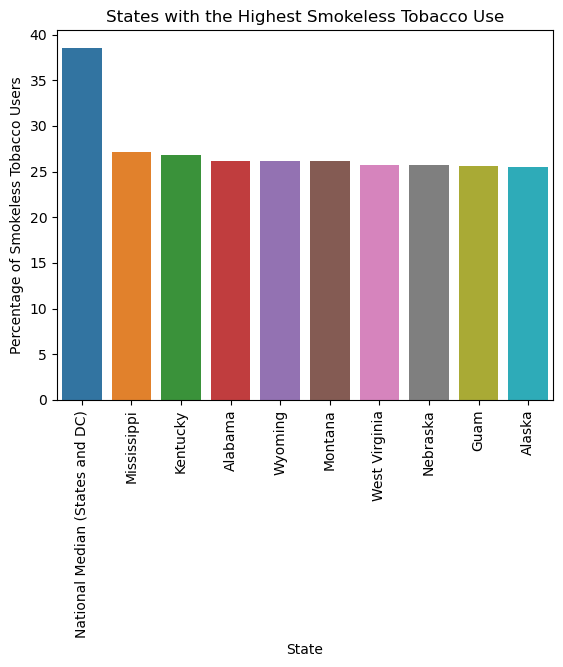 States with the Highest Smokeless Tobacco Use
Percentage of Smokeless Tobacco Users
40
35
30
25
20
15
10
5
0
National Median (States and DC)
Mississippi
Kentucky
Alabama
Wyoming
Montana
West Virginia
Nebraska
Guam
Alaska
State